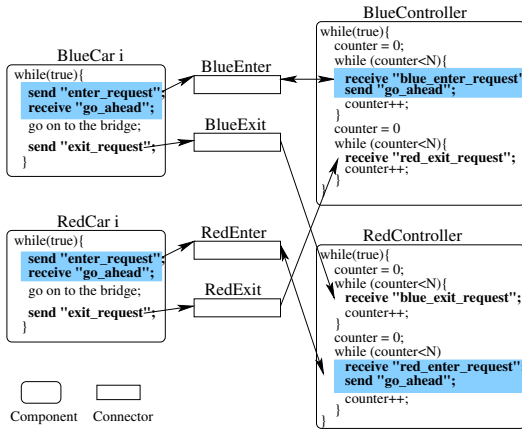 BlueCar i
while(true){
send "enter_request";
receive "go_ahead";
go on to the bridge;
send "exit_request";
}
RedCar i
while(true){
send "enter_request";
receive "go_ahead";
go on to the bridge;
send "exit_request";
}
Component
Connector
BlueEnter
BlueExit
RedEnter
RedExit
BlueController
while(true){
counter = 0;
while (counter<N){
receive "blue_enter_request"
send "go_ahead";
counter++;
}
counter = 0
while (counter<N){
receive "red_exit_request";
counter++;
}
}
RedController
while(true){
counter = 0;
while (counter<N){
receive "blue_exit_request";
counter++;
}
counter = 0;
while (counter<N)
receive "red_enter_request"
send "go_ahead";
counter++;
}
}